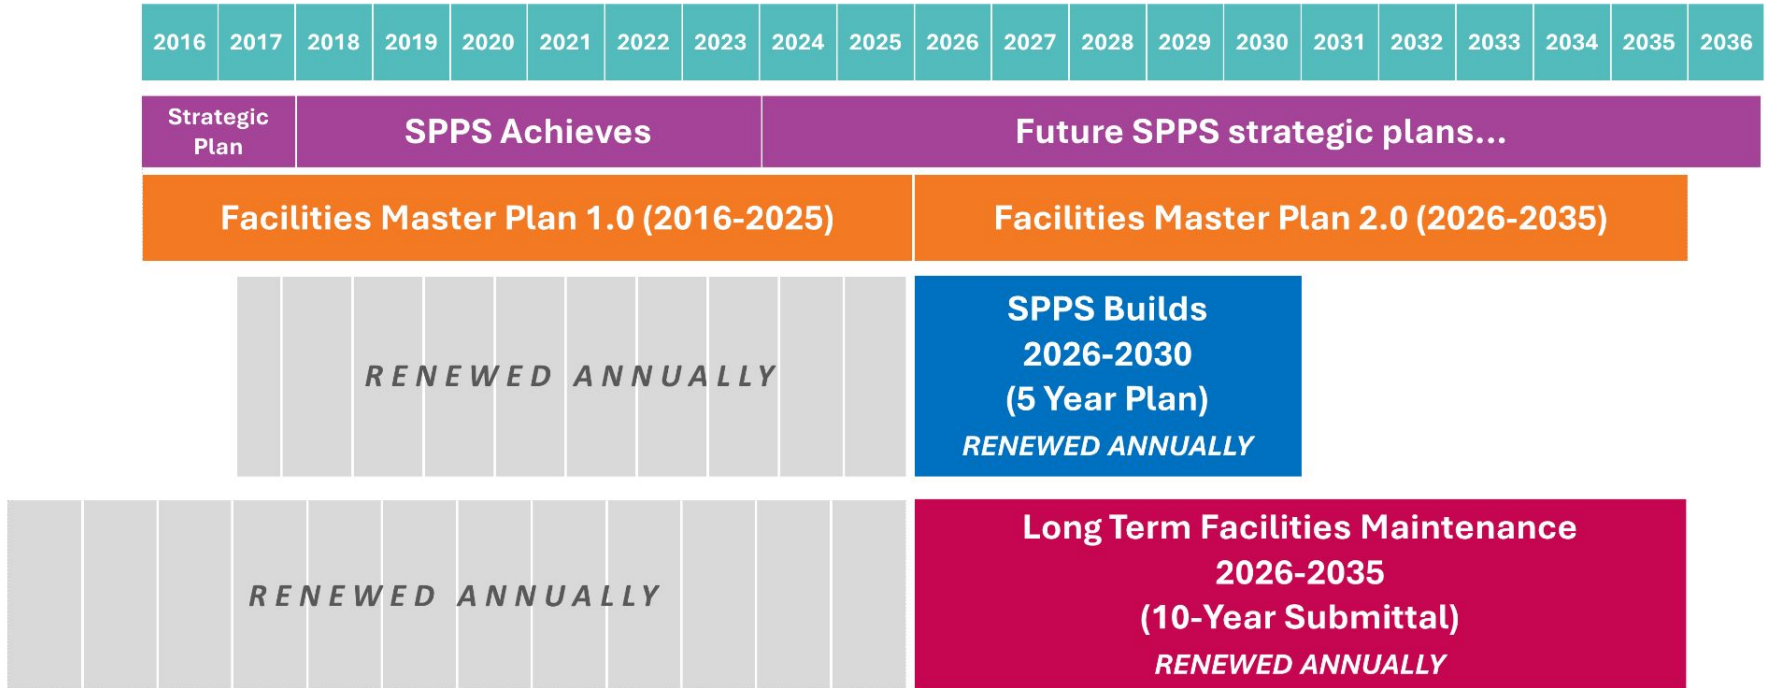 2016 2017 2018 2019 2020 2021 2022 2023 2024 2025 2026 2027 2028 2029 2030 2031 2032 2033 2034 2035 2036
Strategic
Plan
SPPS Achieves
Future SPPS strategic plans...
Facilities Master Plan 1.0 (2016-2025)
Facilities Master Plan 2.0 (2026-2035)
RENEWED ANNUALLY
SPPS Builds
2026-2030
(5 Year Plan)
RENEWED ANNUALLY
RENEWED ANNUALLY
Long Term Facilities Maintenance
2026-2035
(10-Year Submittal)
RENEWED ANNUALLY